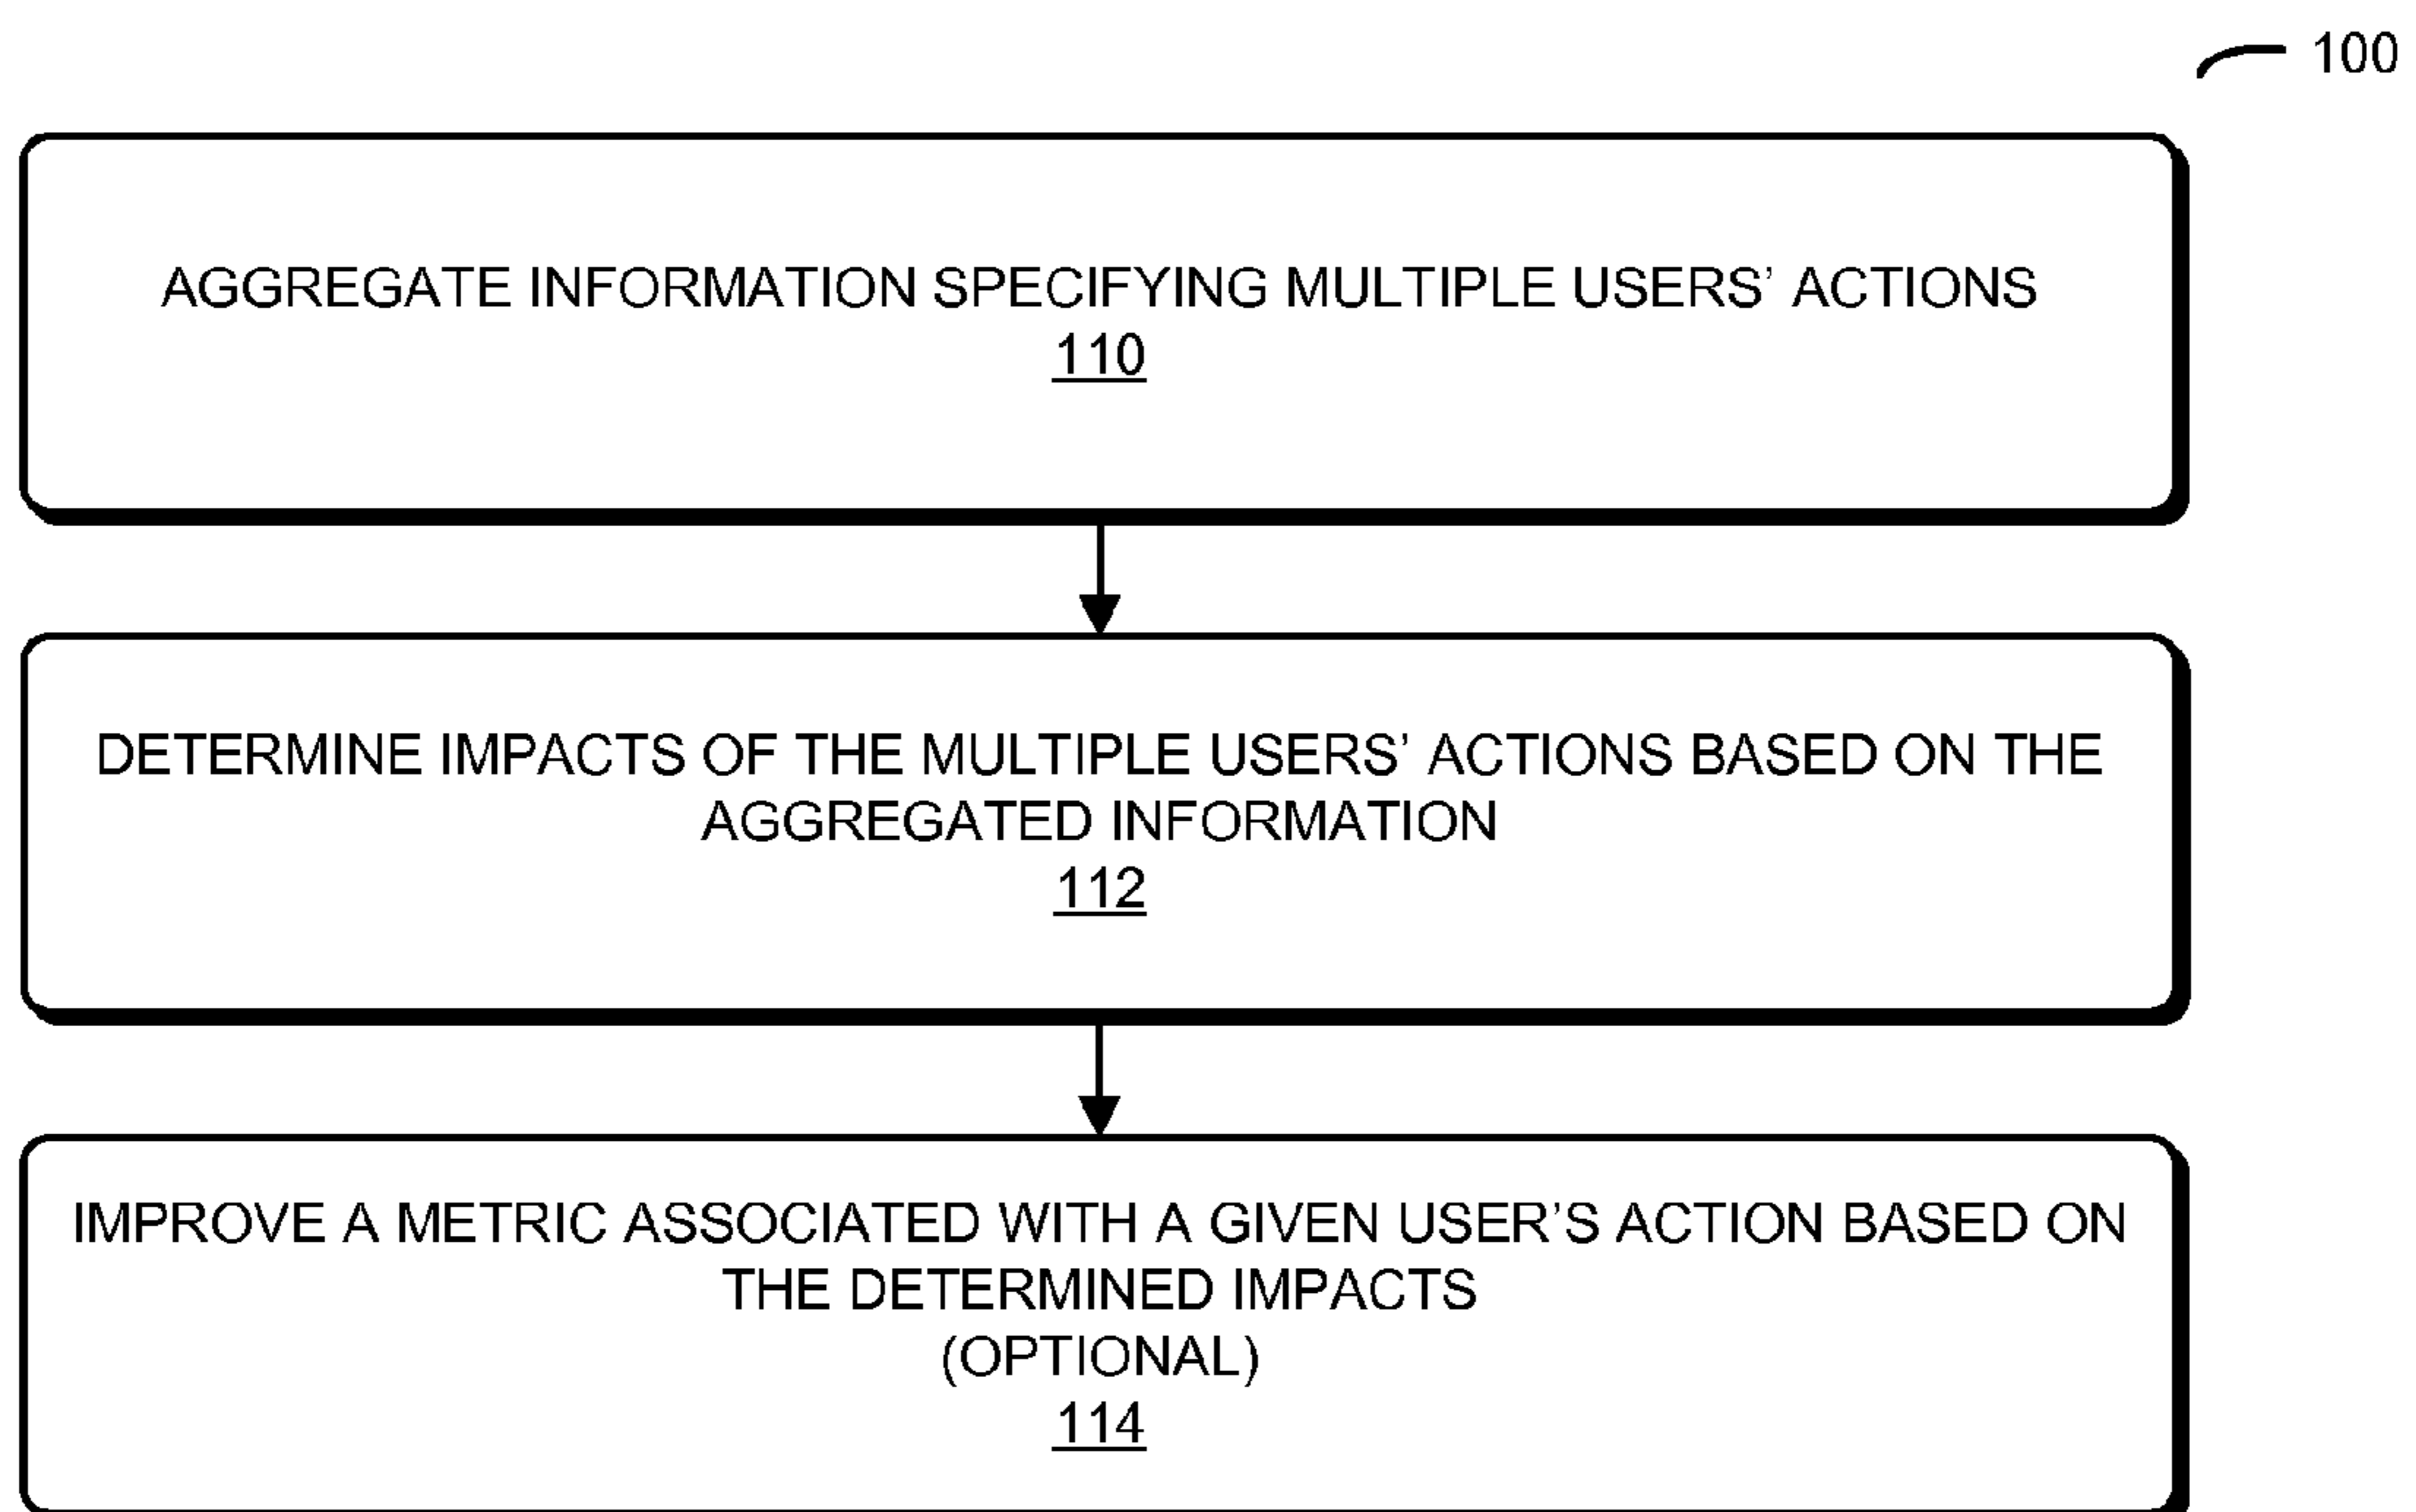 100
AGGREGATE INFORMATION SPECIFYING MULTIPLE USERS’ ACTIONS
110
DETERMINE IMPACTS OF THE MULTIPLE USERS’ ACTIONS BASED ON THE
AGGREGATED INFORMATION
112
IMPROVE A METRIC ASSOCIATED WITH A GIVEN USER’S ACTION BASED ON
THE DETERMINED IMPACTS
(OPTIONAL)
114